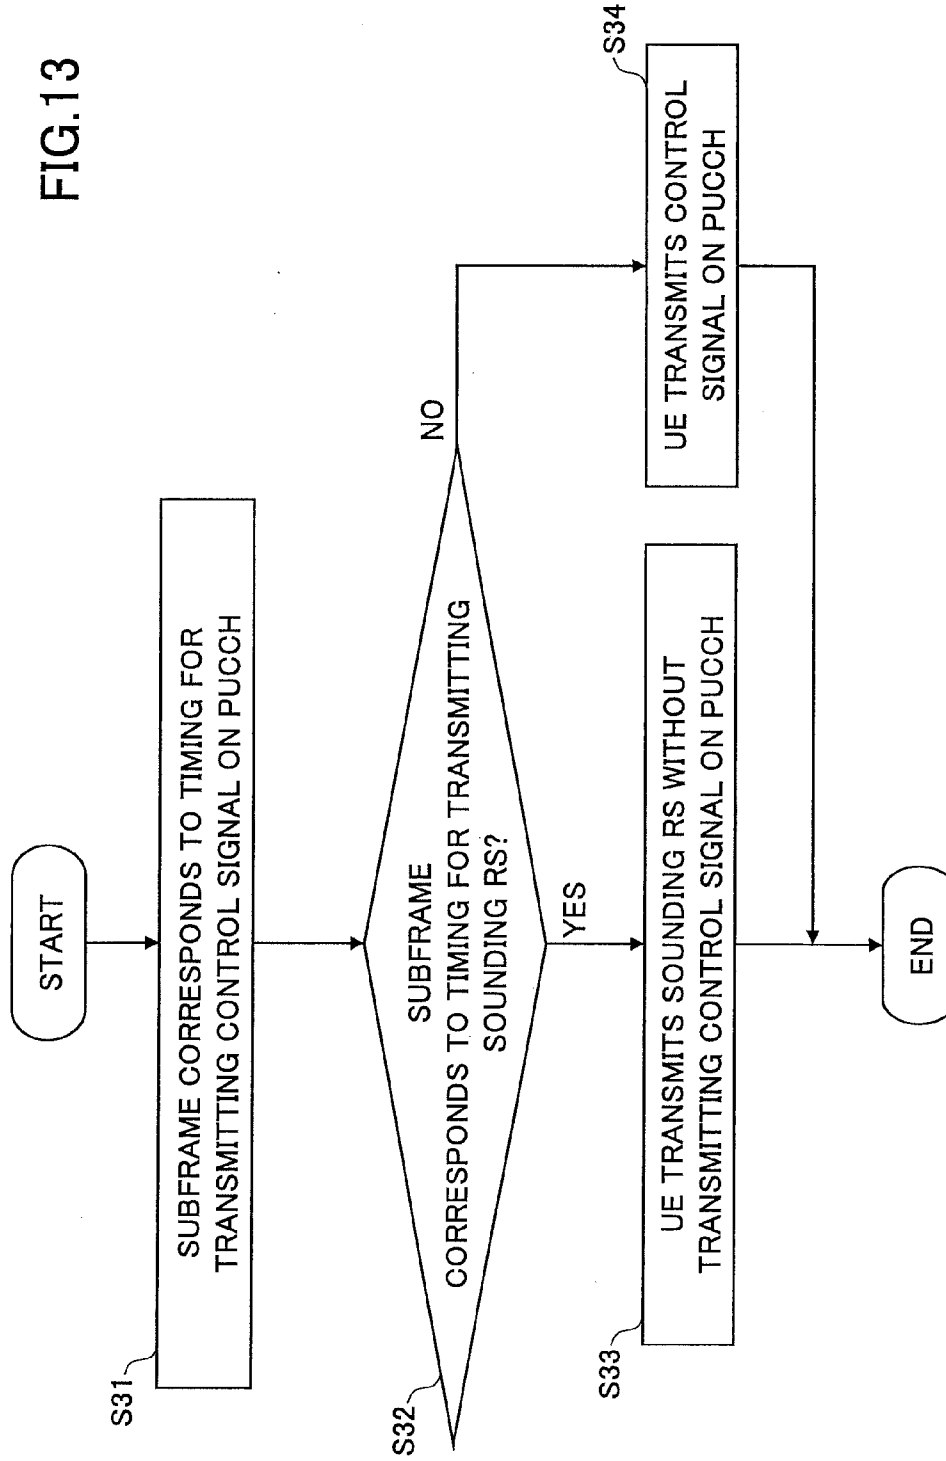 FIG.13
START
S31
SUBFRAME CORRESPONDS TO TIMING FOR
TRANSMITTING CONTROL SIGNAL ON PUCCH
S32
SUBFRAME
CORRESPONDS TO TIMING FOR TRANSMITTING
SOUNDING RS?
NO
YES
S33
UE TRANSMITS SOUNDING RS WITHOUT
TRANSMITTING CONTROL SIGNAL ON PUCCH
S34
UE TRANSMITS CONTROL
SIGNAL ON PUCCH
END